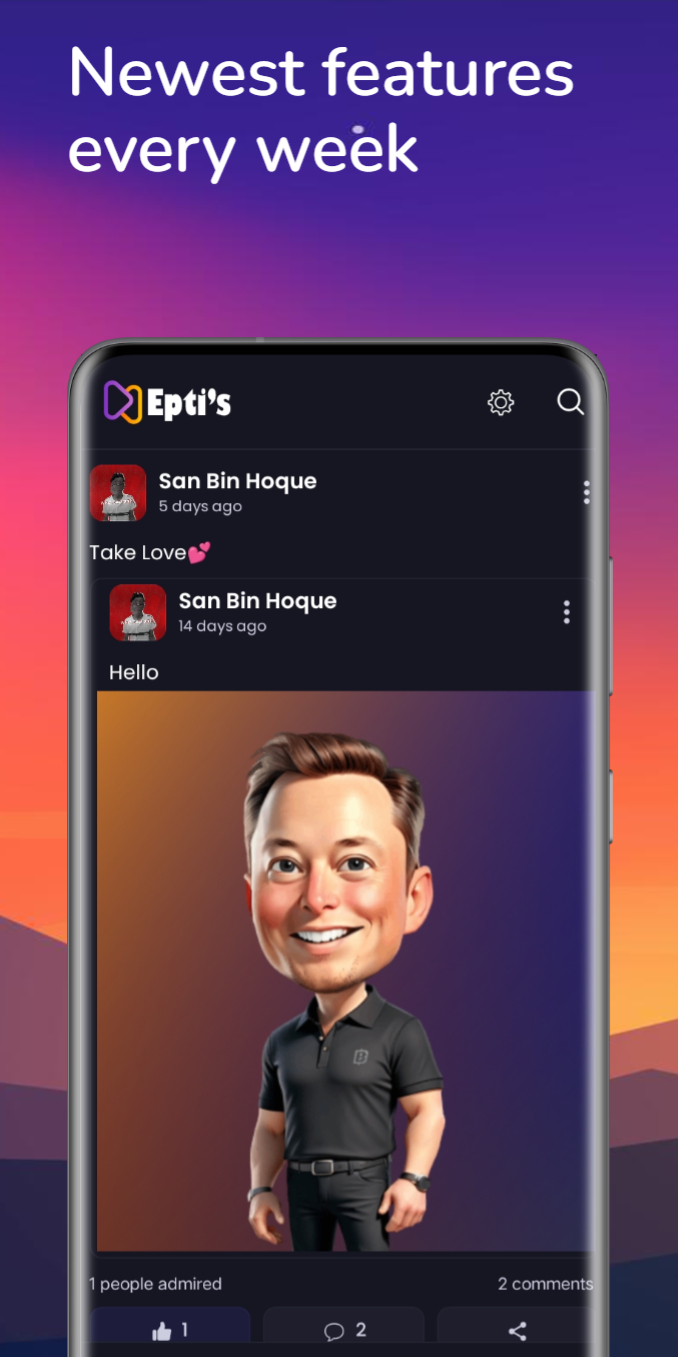 Newest features
every week
Epti's
San Bin Hoque
5 days ago
Take Love💕
San Bin Hoque
14 days ago
Hello
1 people admired
2 comments
1
2